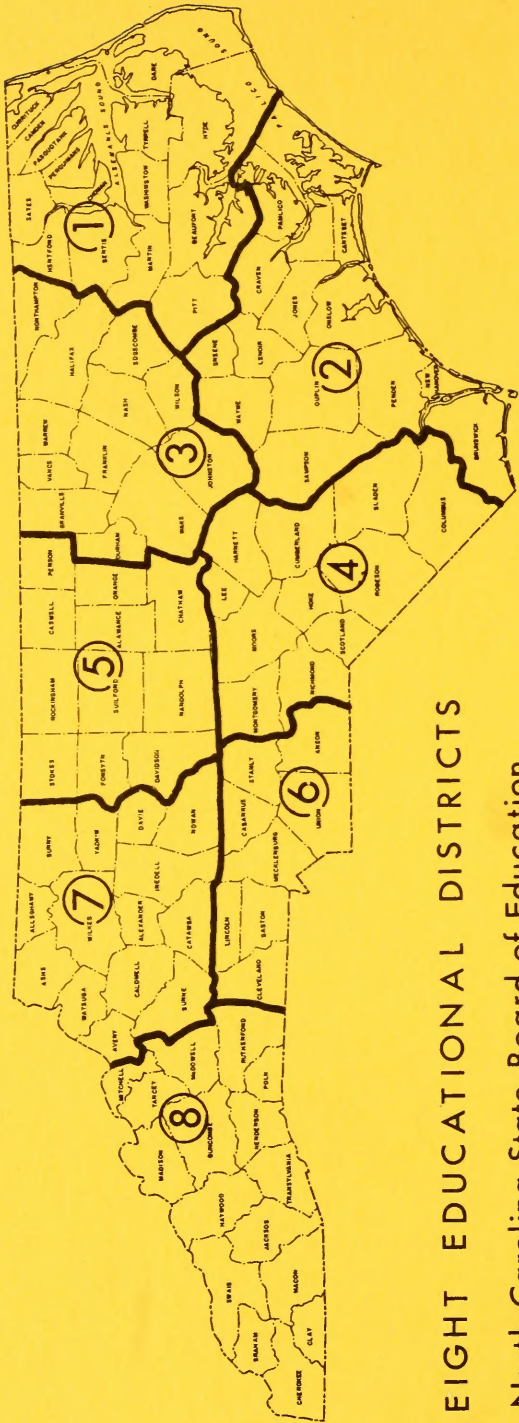 CHEROKEE
GRAHAM
CLAY
SWAIN
MACON
JACKSON
HAYWOOD
TRANSYLVANIA
MADISON
BUNCOMBE
HENDERSON
YANCEY
MITCHELL
McDOWELL
RUTHERFORD
POLK
8
AVERY
WATAUGA
ASHE
ALLEGHANY
WILKES
CALDWELL
BURKE
ALEXANDER
CATAWBA
IREDELL
SURRY
YADKIN
DAVIE
ROWAN
7
CLEVELAND
LINCOLN
GASTON
MECKLENBURG
CABARRUS
STANLY
UNION
ANSON
6
STOKES
FORSYTH
DAVIDSON
ROCKINGHAM
GUILFORD
RANDOLPH
CASWELL
ALAMANCE
CHATHAM
PERSON
ORANGE
DURHAM
5
MONTGOMERY
RICHMOND
MOORE
LEE
HARNETT
HOKE
SCOTLAND
CUMBERLAND
ROBESON
BLADEN
COLUMBUS
4
GRANVILLE
VANCE
WARREN
FRANKLIN
WAKE
JOHNSTON
NASH
WILSON
HALIFAX
EDGECOMBE
NORTHAMPTON
3
SAMPSON
WAYNE
GREENE
LENOIR
DUPLIN
PENDER
NEW
HANOVER
BRUNSWICK
ONSLOW
JONES
CRAVEN
PAMLICO
CARTERET
2
HERTFORD
GATES
BERTIE
MARTIN
PITT
BEAUFORT
WASHINGTON
TYRRELL
HYDE
DARE
CHOWAN
PERQUIMANS
PASQUOTANK
CAMDEN
CURRITUCK
ALBEMARLE SOUND
SOUND
1
EIGHT EDUCATIONAL DISTRICTS
North Carolina State Board of Education